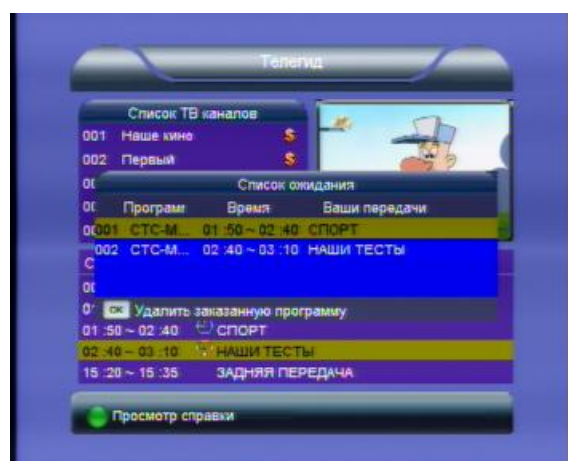 Телегид
Список ТВ каналов
001 Наше кино $
002 Первый $
Список ожидания
Програм Время Ваши передачи
001 СТС-М... 01 :50 ~ 02 :40 СПОРТ
002 СТС-М... 02 :40 ~ 03 :10 НАШИ ТЕСТЫ
OK Удалить заказанную программу
01 :50 ~ 02 :40 СПОРТ
02 :40 ~ 03 :10 НАШИ ТЕСТЫ
15 :20 ~ 15 :35 ЗАДНЯЯ ПЕРЕДАЧА
Просмотр справки